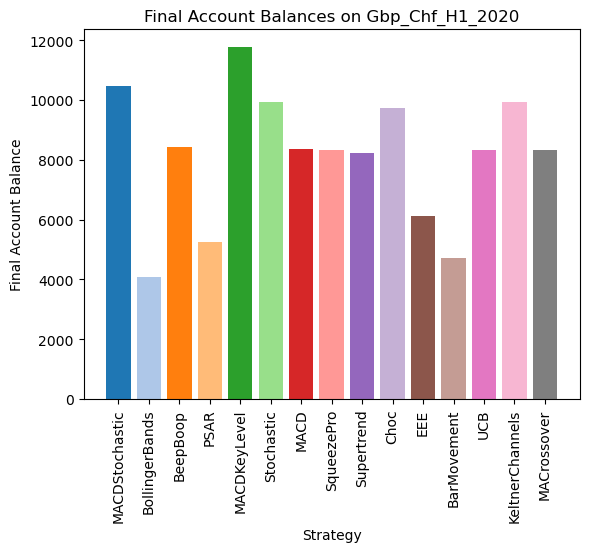 Final Account Balances on Gbp_Chf_H1_2020
Final Account Balance
12000
10000
8000
6000
4000
2000
0
MACDStochastic
BollingerBands
BeepBoop
PSAR
MACDKeyLevel
Stochastic
MACD
SqueezePro
Supertrend
Choc
EEE
BarMovement
UCB
KeltnerChannels
MACrossover
Strategy